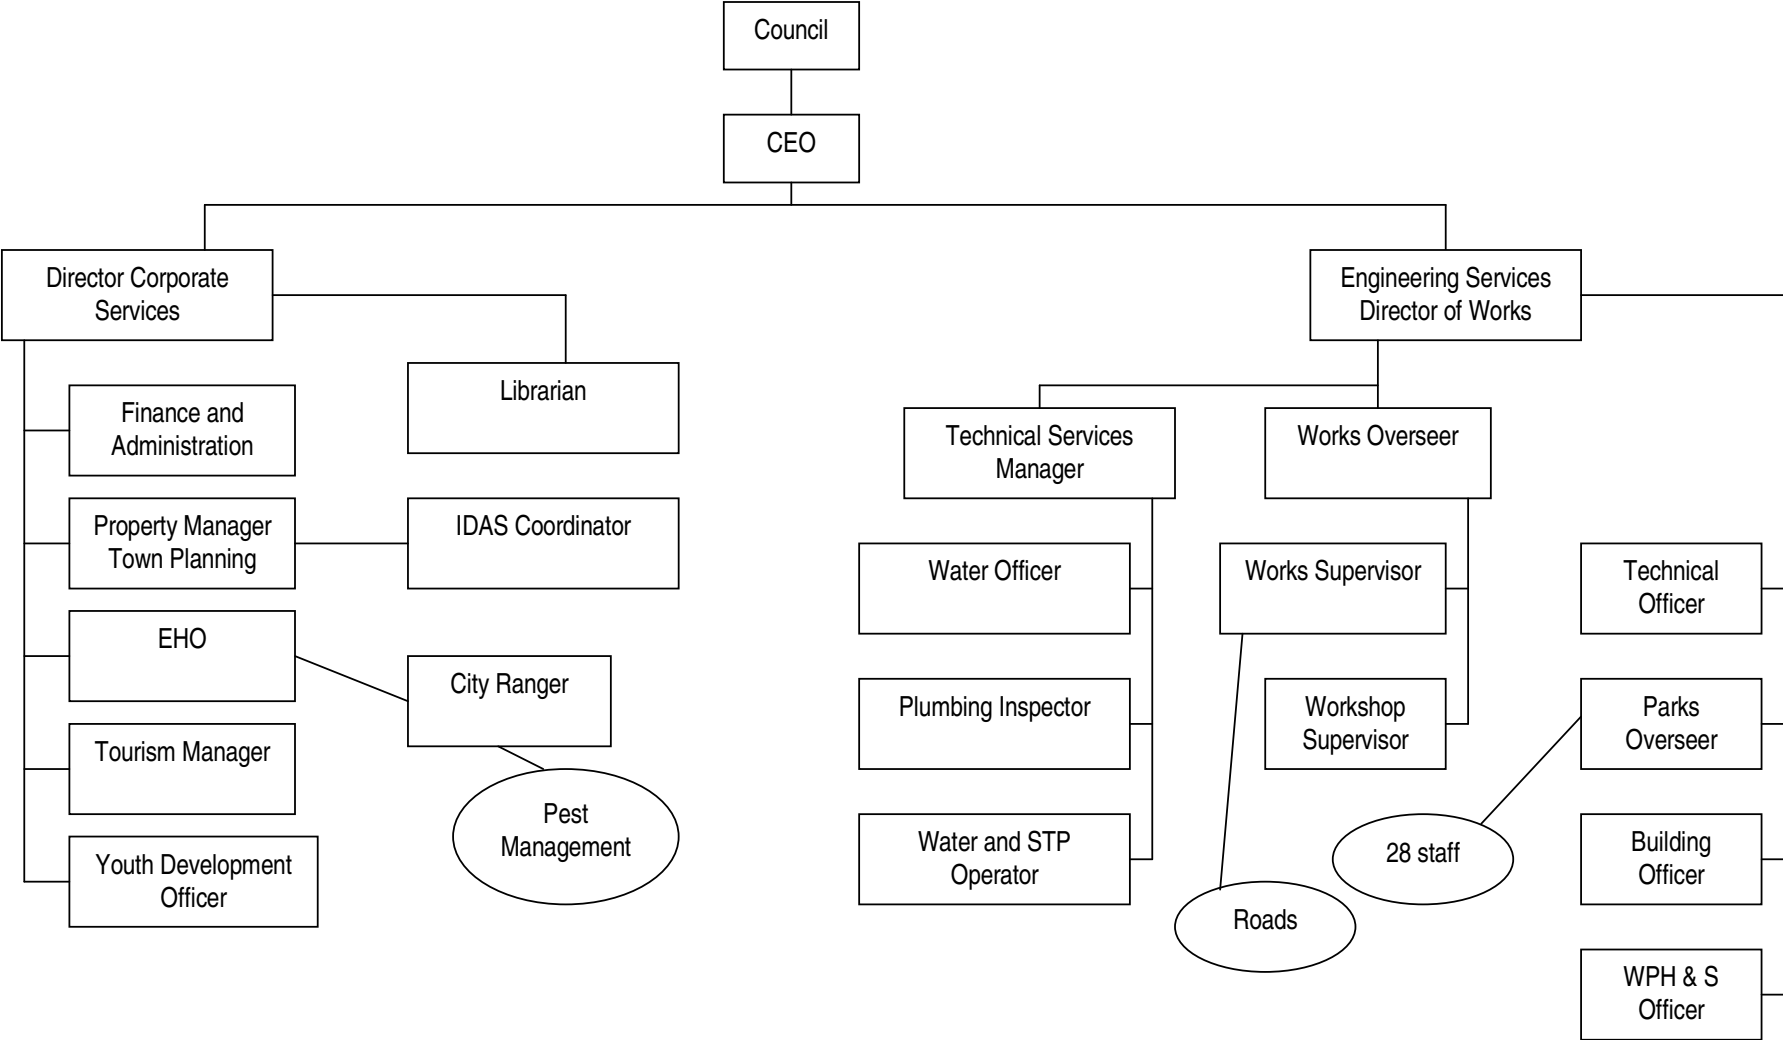 Council
CEO
Director Corporate
Services
Engineering Services
Director of Works
Librarian
Finance and
Administration
Technical Services
Manager
Works Overseer
Property Manager
Town Planning
IDAS Coordinator
Water Officer
Works Supervisor
Technical
Officer
EHO
City Ranger
Plumbing Inspector
Workshop
Supervisor
Parks
Overseer
Tourism Manager
Pest
Management
Water and STP
Operator
28 staff
Building
Officer
Youth Development
Officer
Roads
WPH & S
Officer